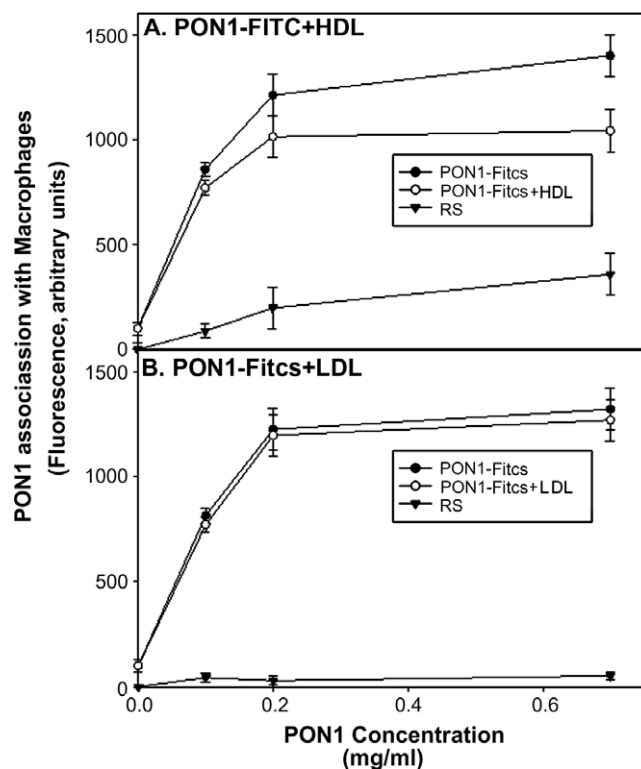 PON1 associassion with Macrophages
(Fluorescence, arbitrary units)
A. PON1-FITC+HDL
1500
1000
500
0
PON1-Fitcs
PON1-Fitcs+HDL
RS
B. PON1-Fitcs+LDL
1500
1000
500
0
PON1-Fitcs
PON1-Fitcs+LDL
RS
0.0 0.2 0.4 0.6
PON1 Concentration
(mg/ml)